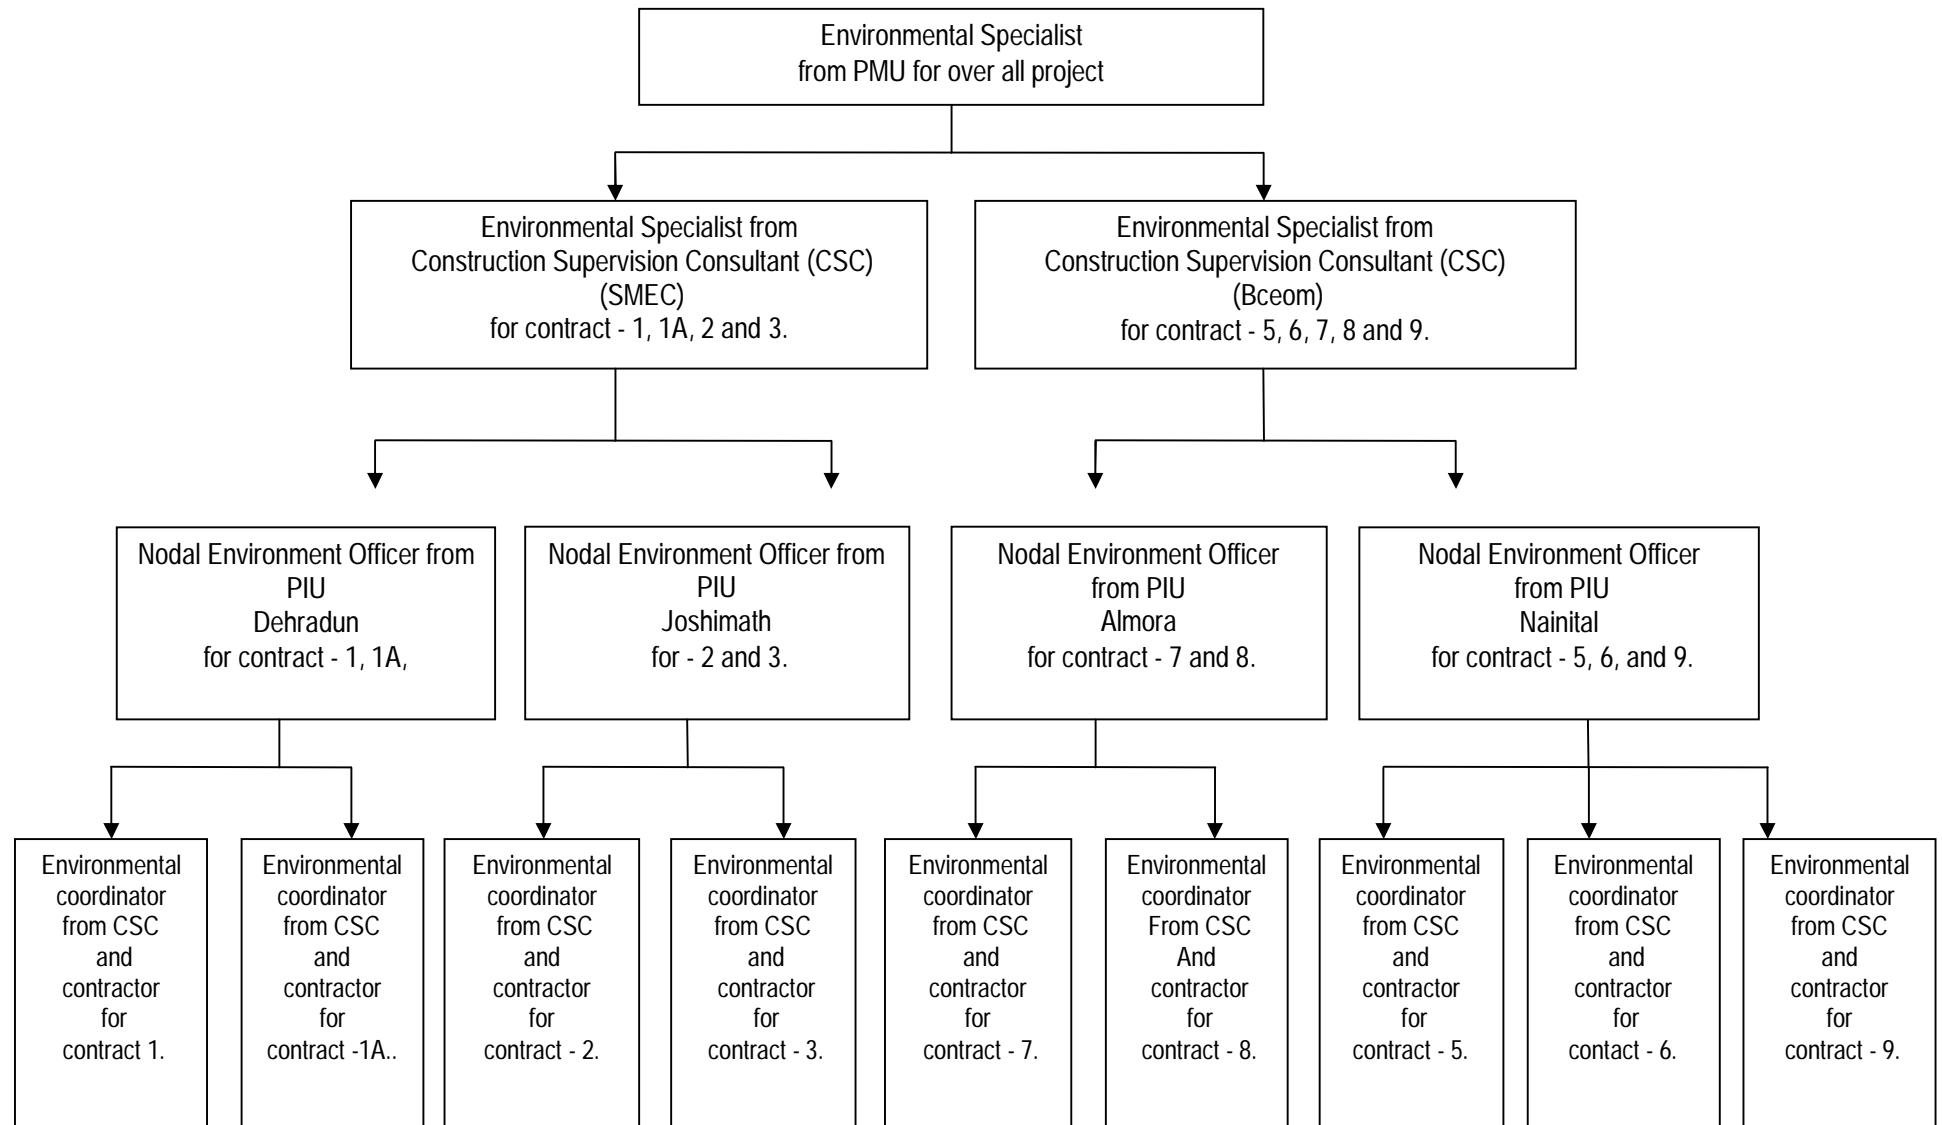 Environmental Specialist
from PMU for over all project
Environmental Specialist from
Construction Supervision Consultant (CSC)
(SMEC)
for contract - 1, 1A, 2 and 3.
Environmental Specialist from
Construction Supervision Consultant (CSC)
(Bceom)
for contract - 5, 6, 7, 8 and 9.
Nodal Environment Officer from
PIU
Dehradun
for contract - 1, 1A,
Nodal Environment Officer from
PIU
Joshimath
for - 2 and 3.
Nodal Environment Officer
from PIU
Almora
for contract - 7 and 8.
Nodal Environment Officer
from PIU
Nainital
for contract - 5, 6, and 9.
Environmental
coordinator
from CSC
and
contractor
for
contract 1.
Environmental
coordinator
from CSC
and
contractor
for
contract -1A..
Environmental
coordinator
from CSC
and
contractor
for
contract - 2.
Environmental
coordinator
from CSC
and
contractor
for
contract - 3.
Environmental
coordinator
from CSC
and
contractor
for
contract - 7.
Environmental
coordinator
From CSC
And
contractor
for
contract - 8.
Environmental
coordinator
from CSC
and
contractor
for
contract - 5.
Environmental
coordinator
from CSC
and
contractor
for
contact - 6.
Environmental
coordinator
from CSC
and
contractor
for
contract - 9.